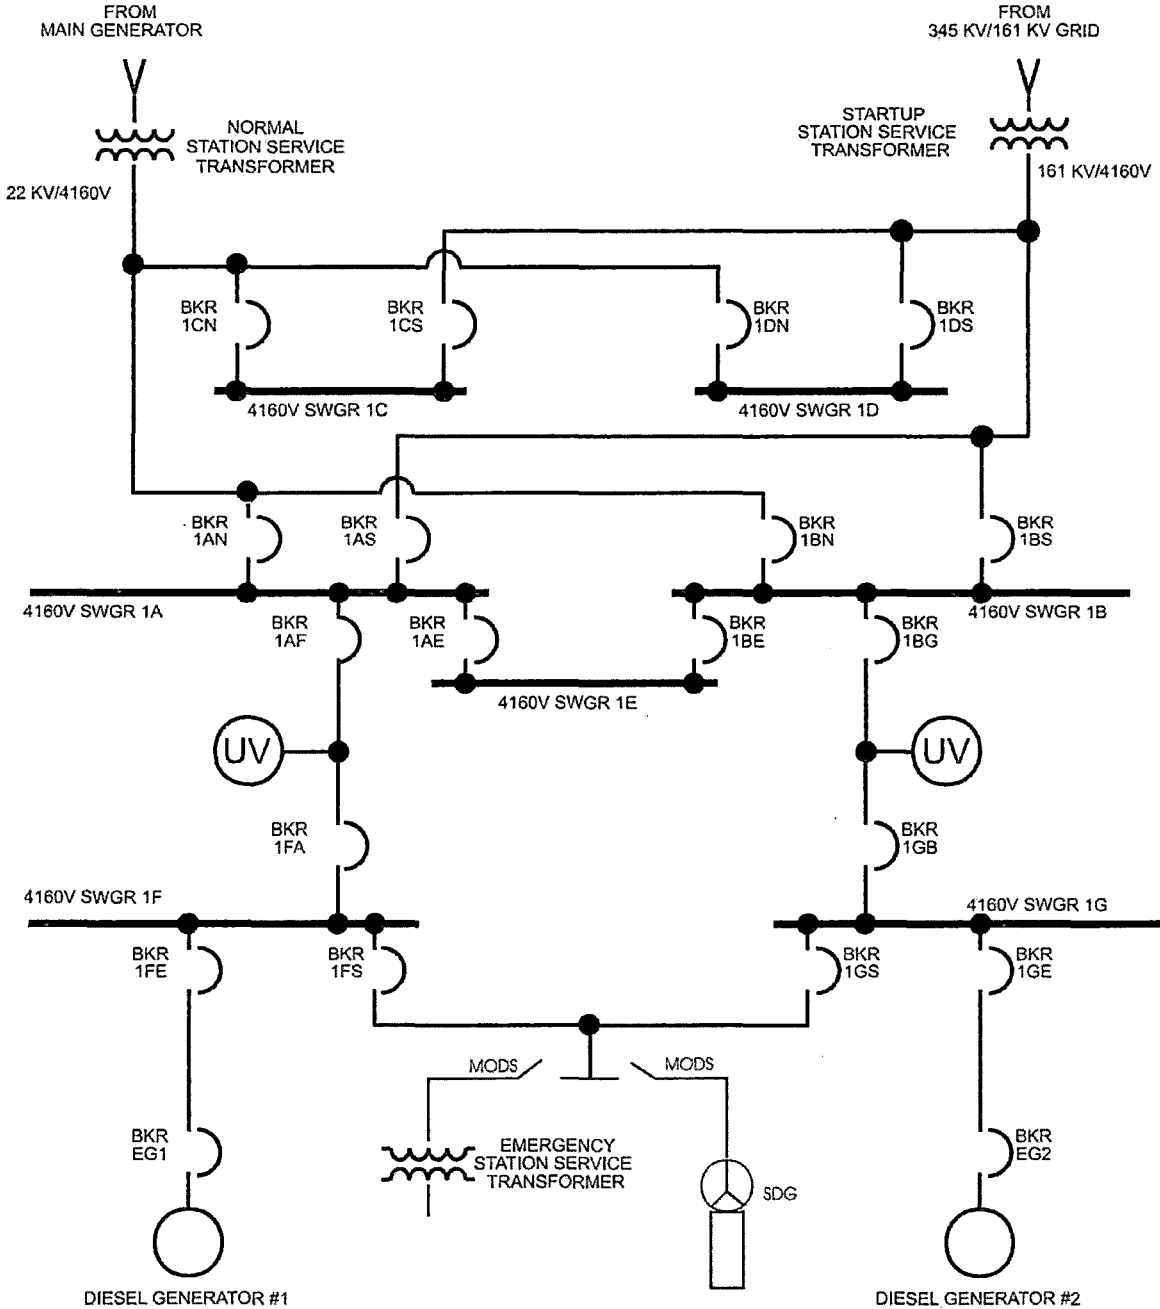 FROM
MAIN GENERATOR
FROM
345 KV/161 KV GRID
NORMAL
STATION SERVICE
TRANSFORMER
STARTUP
STATION SERVICE
TRANSFORMER
22 KV/4160V
161 KV/4160V
BKR
1CN
BKR
1CS
BKR
1DN
BKR
1DS
4160V SWGR 1C
4160V SWGR 1D
BKR
1AN
BKR
1AS
BKR
1BN
BKR
1BS
4160V SWGR 1A
4160V SWGR 1B
BKR
1AF
BKR
1AE
BKR
1BE
BKR
1BG
4160V SWGR 1E
UV
UV
BKR
1FA
BKR
1GB
4160V SWGR 1F
4160V SWGR 1G
BKR
1FE
BKR
1FS
BKR
1GS
BKR
1GE
MODS
MODS
BKR
EG1
EMERGENCY
STATION SERVICE
TRANSFORMER
SDG
BKR
EG2
DIESEL GENERATOR #1
DIESEL GENERATOR #2